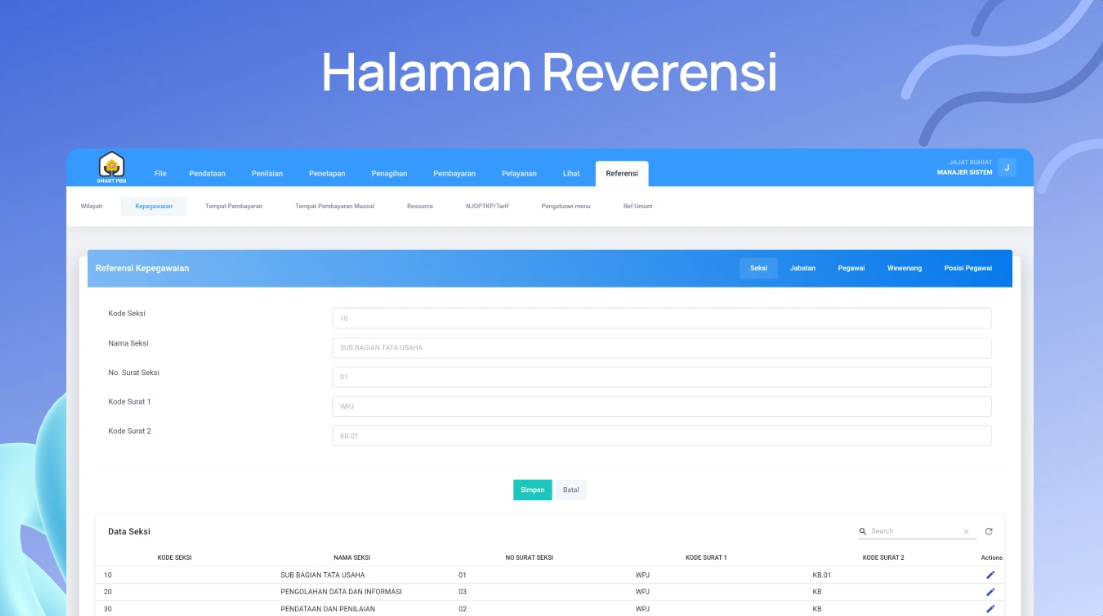 Halaman Reverensi
SMART PBB
File Pendataan Penilaian Penetapan Penagihan Pembayaran Pelayanan Lihat Referensi
JAJAT RUHIAT
MANAJER SISTEM
J
Wilayah Kepegawaian Tempat Pembayaran Tempat Pembayaran Massal Resource NJOPTKP/Tarif Pengaturan menu Ref Umum
Referensi Kepegawaian Seksi Jabatan Pegawai Wewenang Posisi Pegawai
Kode Seksi 10
Nama Seksi SUB BAGIAN TATA USAHA
No. Surat Seksi 01
Kode Surat 1 WPJ
Kode Surat 2 KB.01
Simpan Batal
Data Seksi Search
KODE SEKSI NAMA SEKSI NO SURAT SEKSI KODE SURAT 1 KODE SURAT 2 Actions
10 SUB BAGIAN TATA USAHA 01 WPJ KB.01
20 PENGOLAHAN DATA DAN INFORMASI 03 WPJ KB
30 PENDATAAN DAN PENILAIAN 02 WPJ KB